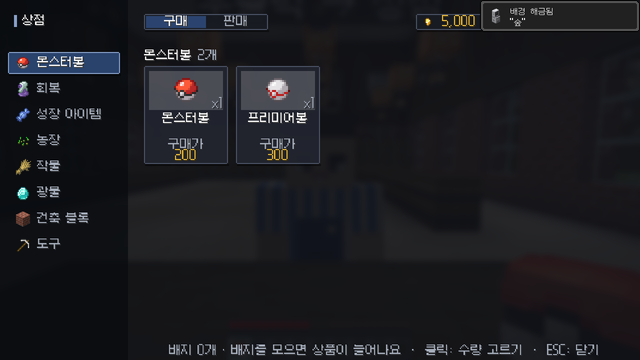 상점
구매
판매
5,000
배경 해금됨
"숲"
몬스터볼
회복
성장 아이템
농장
작물
광물
건축 블록
도구
몬스터볼 2개
x1
몬스터볼
구매가
200
x1
프리미어볼
구매가
300
배지 0개 · 배지를 모으면 상품이 늘어나요 · 클릭: 수량 고르기 · ESC: 닫기